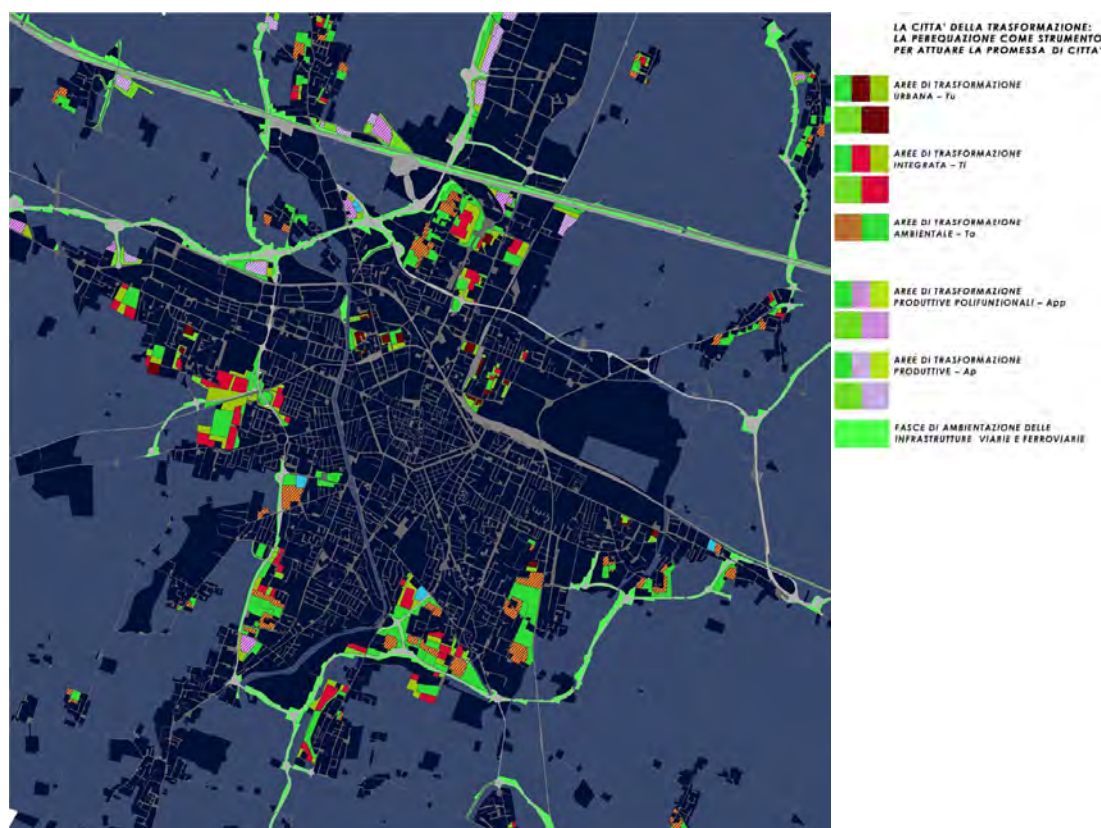 LA CITTA' DELLA TRASFORMAZIONE:
LA PEREQUAZIONE COME STRUMENTO
PER ATTUARE LA PROMESSA DI CITTA'
AREE DI TRASFORMAZIONE
URBANA – Tu
AREE DI TRASFORMAZIONE
INTEGRATA – Ti
AREE DI TRASFORMAZIONE
AMBIENTALE – Ta
AREE DI TRASFORMAZIONE
PRODUTTIVE POLIFUNZIONALI – App
AREE DI TRASFORMAZIONE
PRODUTTIVE – Ap
FASCE DI AMBIENTAZIONE DELLE
INFRASTRUTTURE VIARIE E FERROVIARIE